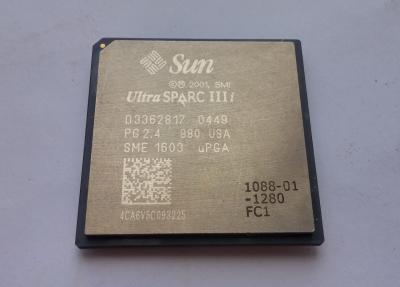 Sun
©® 2001, SMI
UltraSPARC IIIi
D3362817 0449
PG 2.4 880 USA
SME 1603 uPGA
1088-01
-1280
FC1
4CA6V5C093225